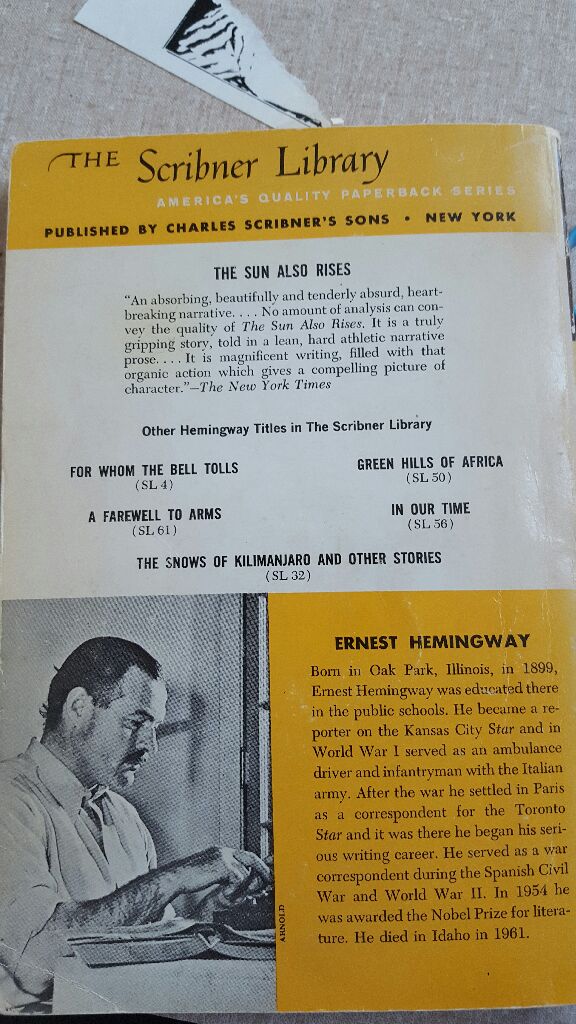 THE Scribner Library
AMERICA'S QUALITY PAPERBACK SERIES
PUBLISHED BY CHARLES SCRIBNER'S SONS • NEW YORK
THE SUN ALSO RISES
"An absorbing, beautifully and tenderly absurd, heart-
breaking narrative. . . . No amount of analysis can con-
vey the quality of The Sun Also Rises. It is a truly
gripping story, told in a lean, hard athletic narrative
prose. . . . It is magnificent writing, filled with that
organic action which gives a compelling picture of
character."—The New York Times
Other Hemingway Titles in The Scribner Library
FOR WHOM THE BELL TOLLS
(SL 4)
GREEN HILLS OF AFRICA
(SL 50)
A FAREWELL TO ARMS
(SL 61)
IN OUR TIME
(SL 56)
THE SNOWS OF KILIMANJARO AND OTHER STORIES
(SL 32)
ERNEST HEMINGWAY
Born in Oak Park, Illinois, in 1899,
Ernest Hemingway was educated there
in the public schools. He became a re-
porter on the Kansas City Star and in
World War I served as an ambulance
driver and infantryman with the Italian
army. After the war he settled in Paris
as a correspondent for the Toronto
Star and it was there he began his seri-
ous writing career. He served as a war
correspondent during the Spanish Civil
War and World War II. In 1954 he
was awarded the Nobel Prize for litera-
ture. He died in Idaho in 1961.
ARNOLD